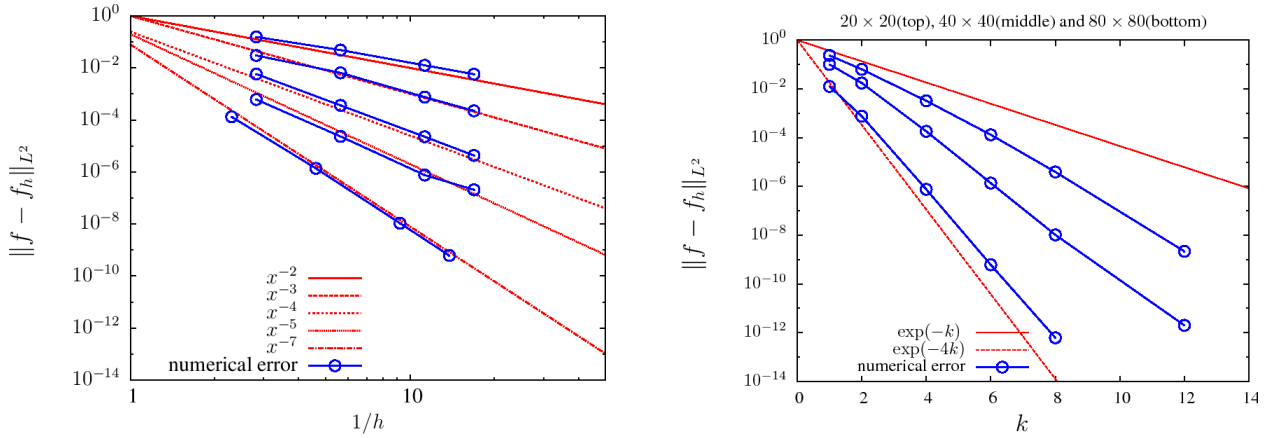 10^0
10^-2
10^-4
10^-6
10^-8
10^-10
10^-12
10^-14
‖f − f_h‖_{L^2}
x^-2
x^-3
x^-4
x^-5
x^-7
numerical error
1
10
1/h
20 × 20(top), 40 × 40(middle) and 80 × 80(bottom)
10^0
10^-2
10^-4
10^-6
10^-8
10^-10
10^-12
10^-14
‖f − f_h‖_{L^2}
exp(−k)
exp(−4k)
numerical error
0 2 4 6 8 10 12 14
k